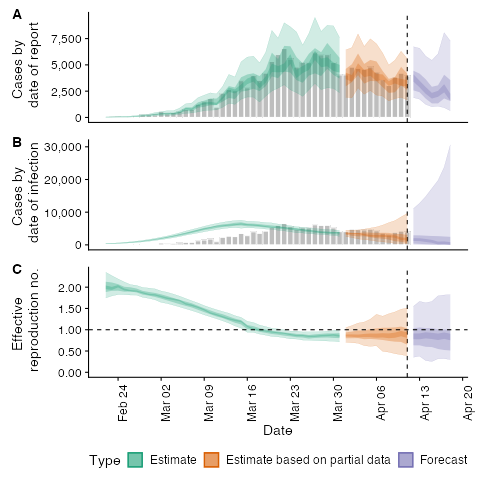 A
Cases by
date of report
7,500
5,000
2,500
0
B
Cases by
date of infection
30,000
20,000
10,000
0
C
Effective
reproduction no.
2.00
1.50
1.00
0.50
0.00
Feb 24
Mar 02
Mar 09
Mar 16
Mar 23
Mar 30
Apr 06
Apr 13
Apr 20
Date
Type Estimate Estimate based on partial data Forecast